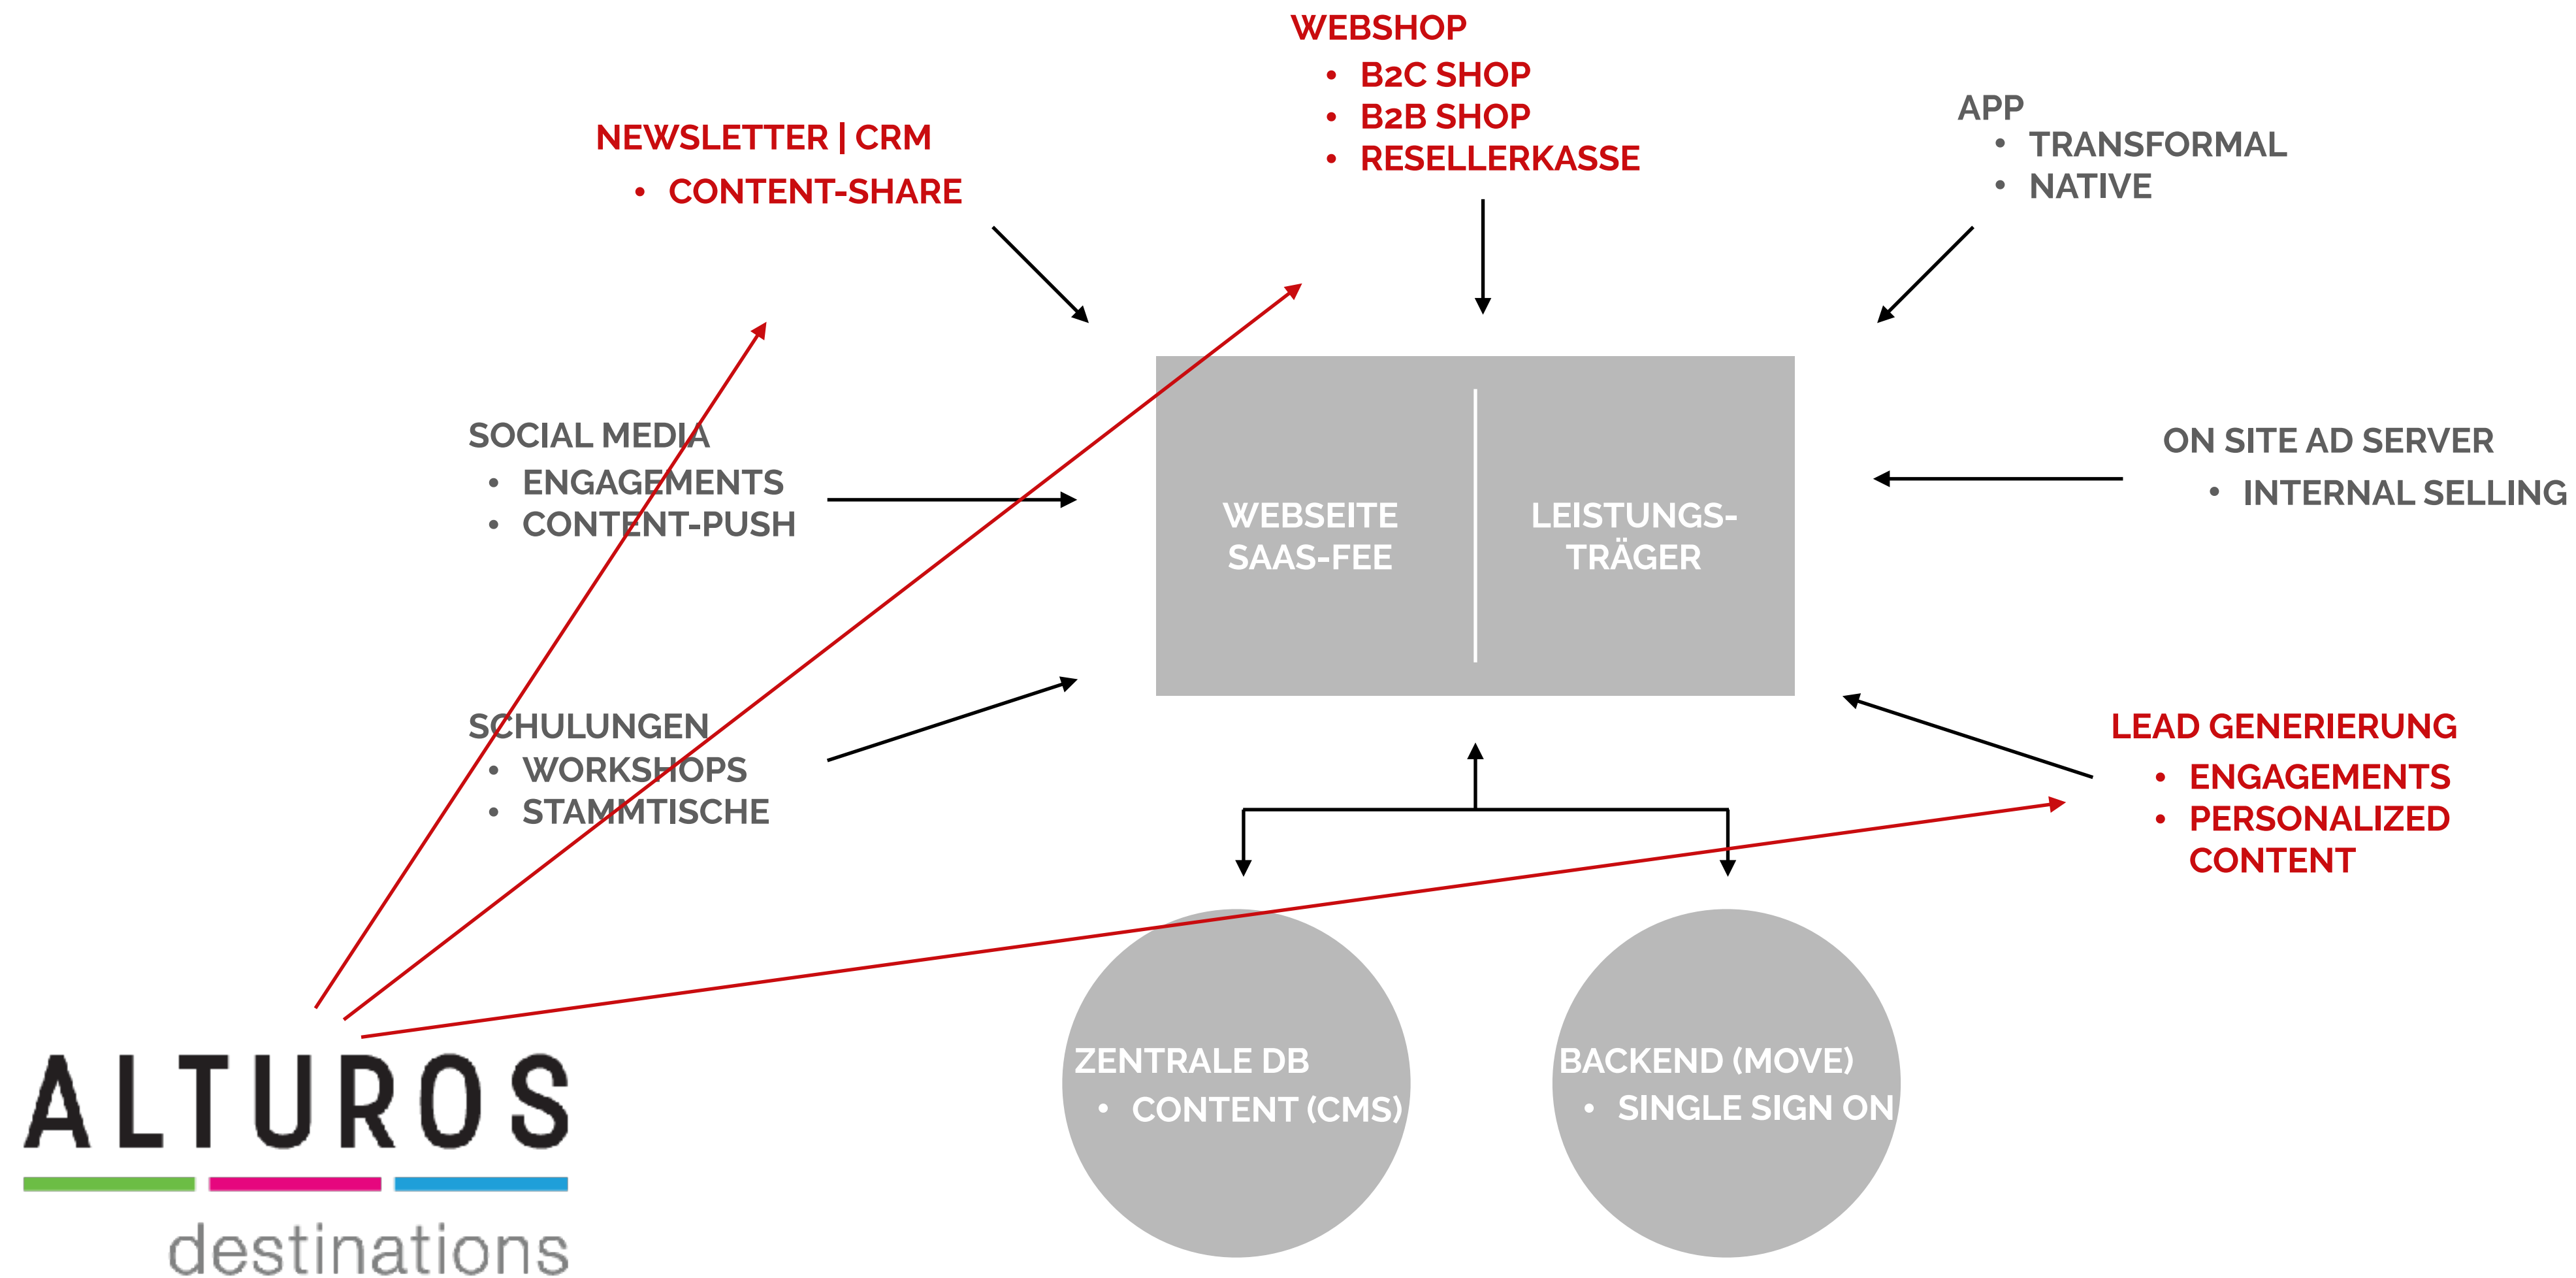 WEBSHOP
• B2C SHOP
• B2B SHOP
• RESELLERKASSE
NEWSLETTER | CRM
• CONTENT-SHARE
APP
• TRANSFORMAL
• NATIVE
SOCIAL MEDIA
• ENGAGEMENTS
• CONTENT-PUSH
ON SITE AD SERVER
• INTERNAL SELLING
WEBSEITE
SAAS-FEE
LEISTUNGS-
TRÄGER
SCHULUNGEN
• WORKSHOPS
• STAMMTISCHE
LEAD GENERIERUNG
• ENGAGEMENTS
• PERSONALIZED
CONTENT
ZENTRALE DB
• CONTENT (CMS)
BACKEND (MOVE)
• SINGLE SIGN ON
ALTUROS
destinations